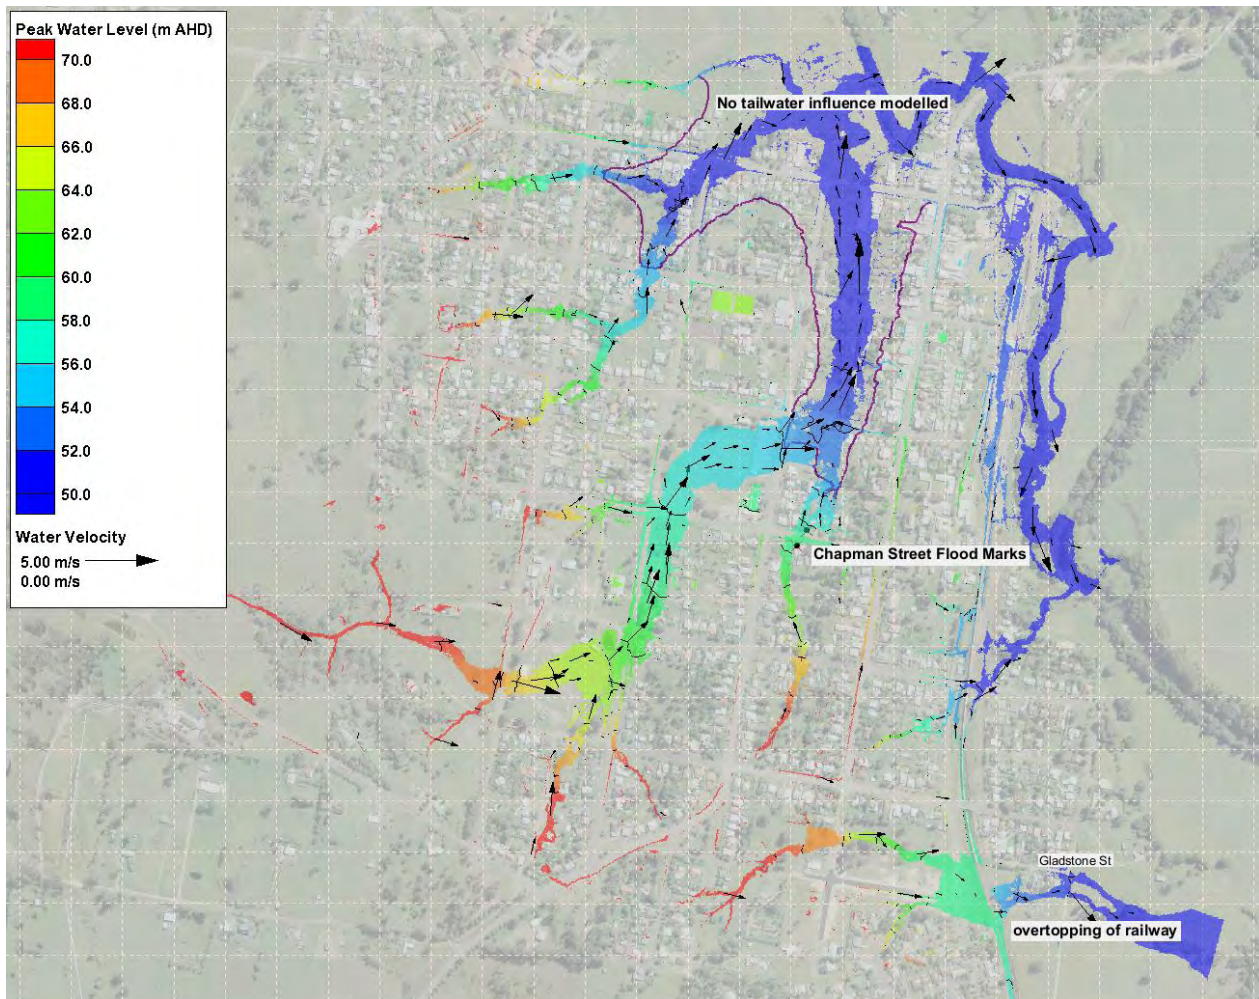 Peak Water Level (m AHD)
70.0
68.0
66.0
64.0
62.0
60.0
58.0
56.0
54.0
52.0
50.0
Water Velocity
5.00 m/s
0.00 m/s
No tailwater influence modelled
Chapman Street Flood Marks
Gladstone St
overtopping of railway